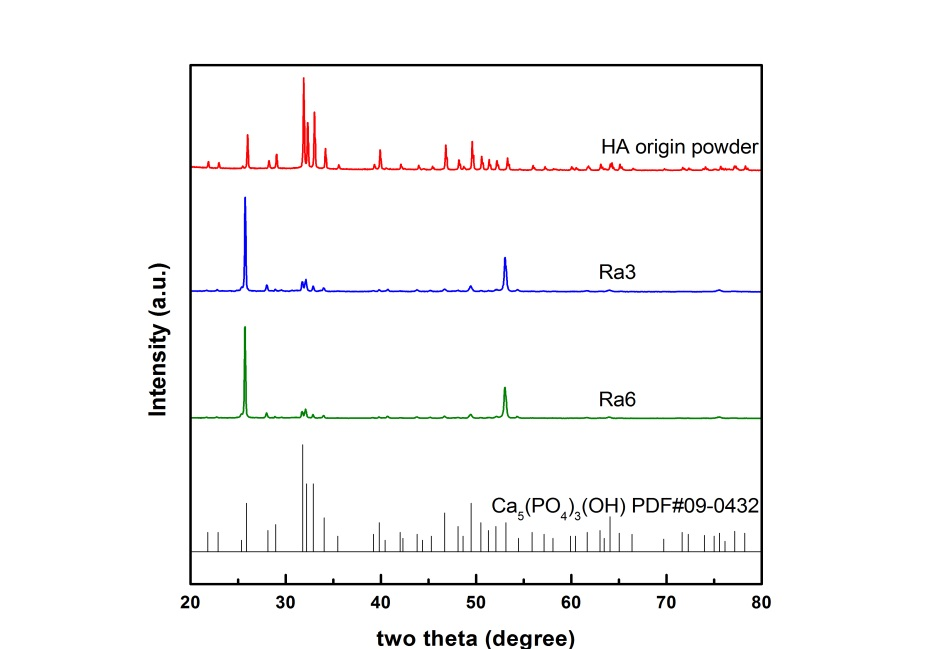 HA origin powder
Ra3
Ra6
Ca5(PO4)3(OH) PDF#09-0432
Intensity (a.u.)
20 30 40 50 60 70 80
two theta (degree)